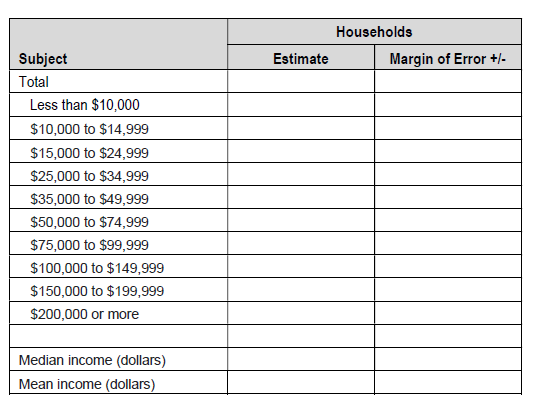 Households
Subject Estimate Margin of Error +/-
Total
Less than $10,000
$10,000 to $14,999
$15,000 to $24,999
$25,000 to $34,999
$35,000 to $49,999
$50,000 to $74,999
$75,000 to $99,999
$100,000 to $149,999
$150,000 to $199,999
$200,000 or more
Median income (dollars)
Mean income (dollars)